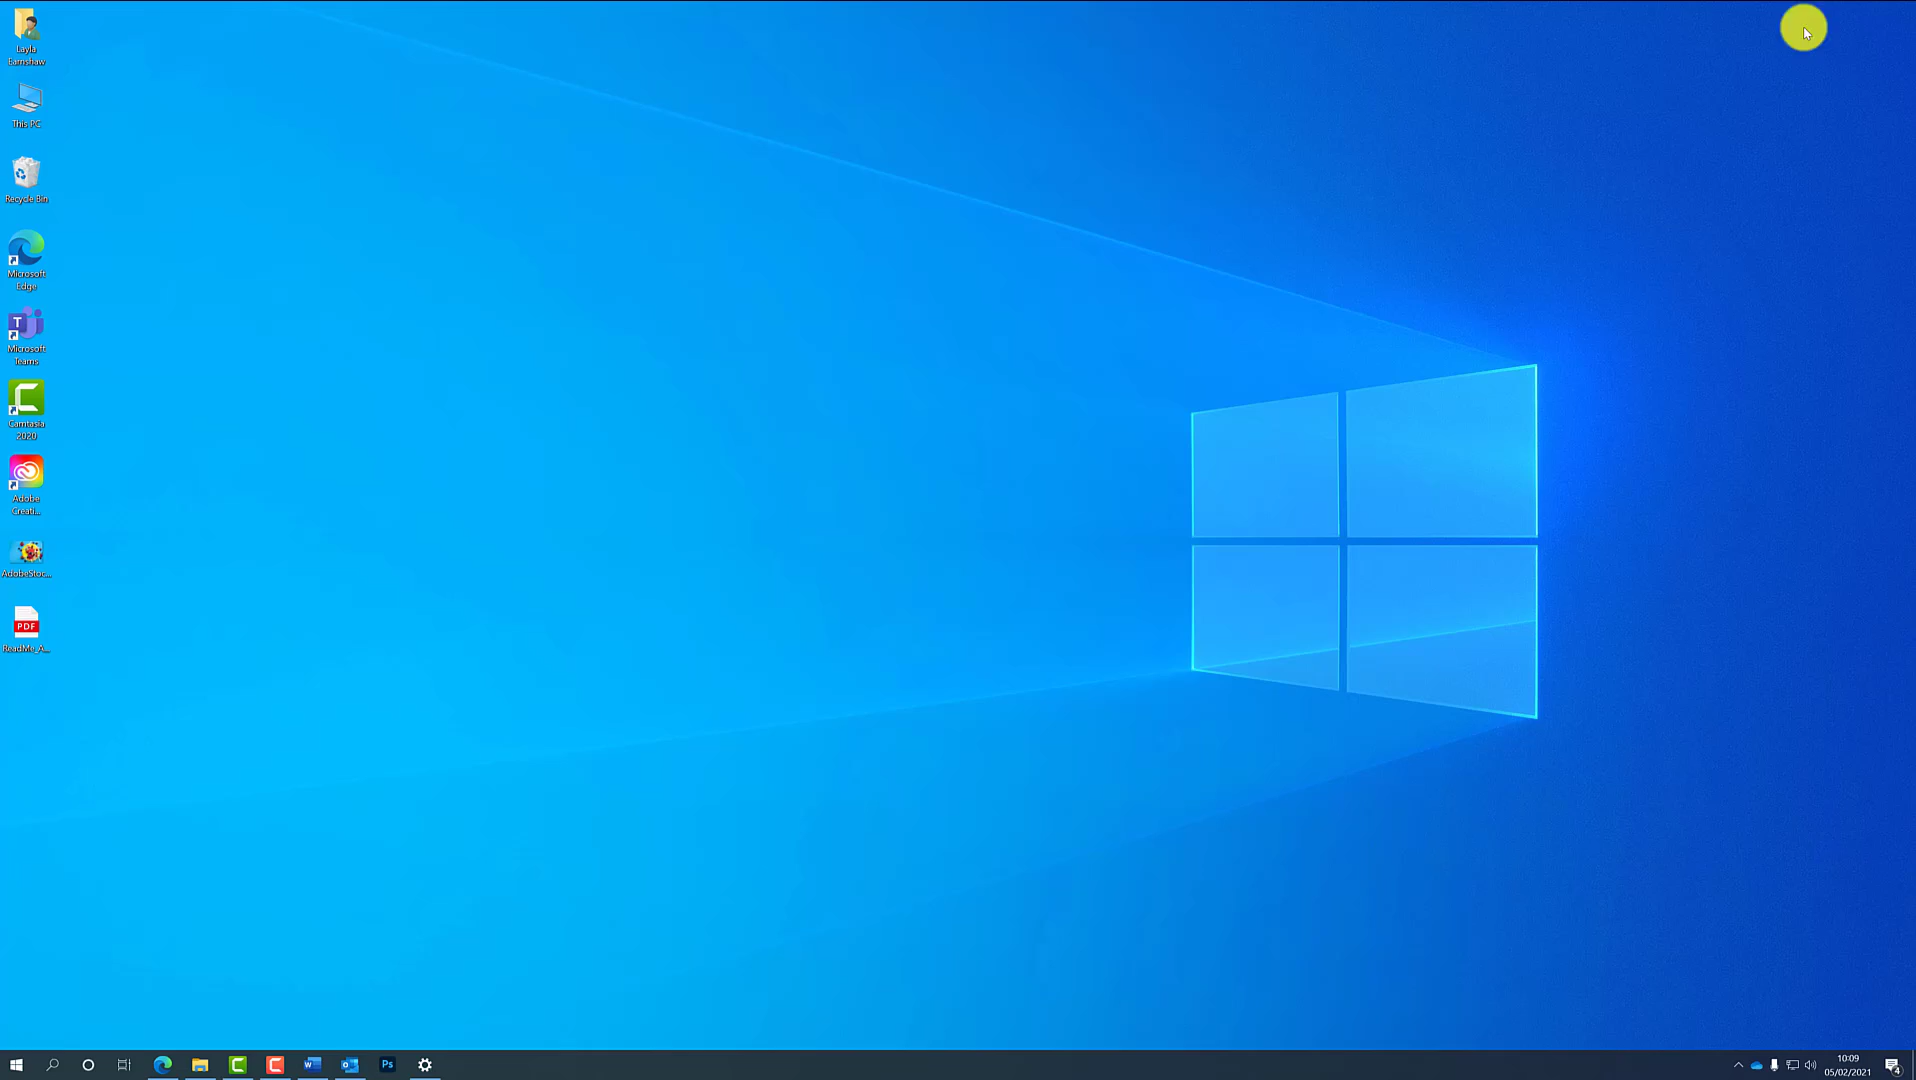 Layla
Earnshaw
This PC
Recycle Bin
Microsoft
Edge
T
Microsoft
Teams
Camtasia
2020
Adobe
Creati...
AdobeStoc...
PDF
ReadMe_A...
W
Ps
10:09
05/02/2021
4